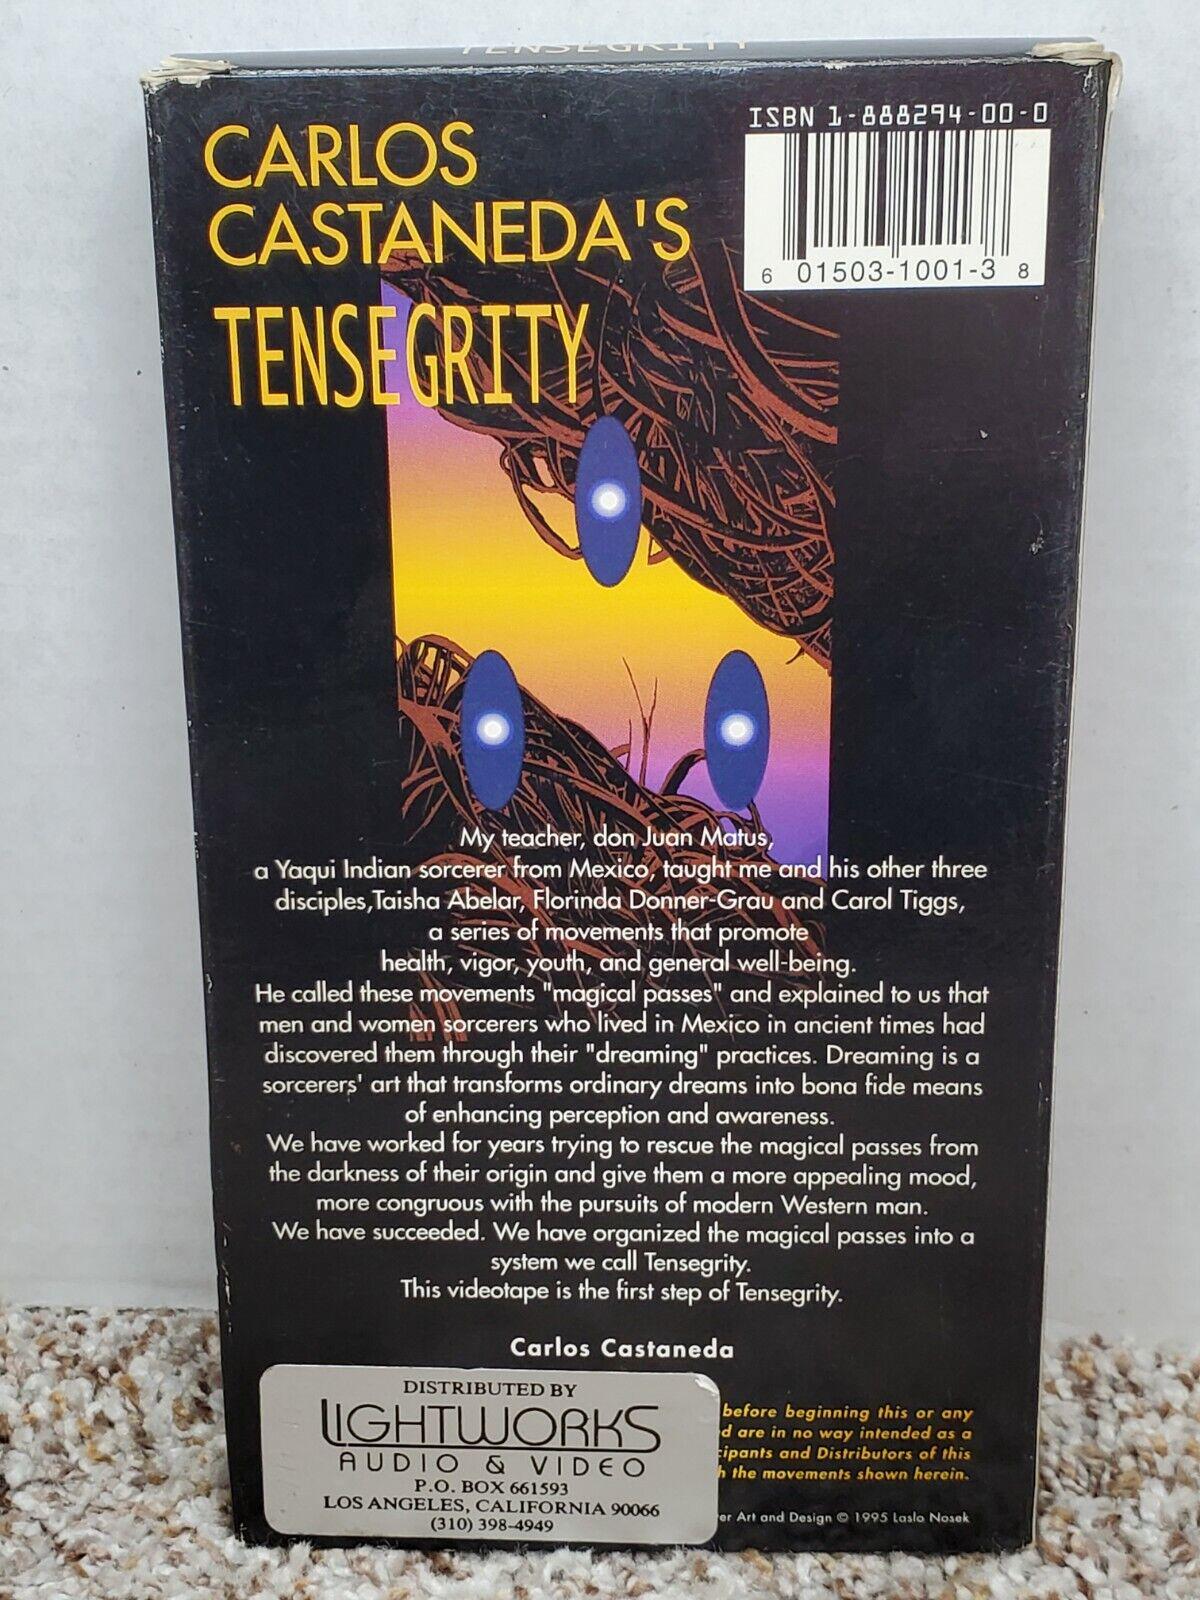 TENSEGRITY
CARLOS
CASTANEDA'S
TENSEGRITY
ISBN 1-888294-00-0
6 01503-1001-3 8
My teacher, don Juan Matus,
a Yaqui Indian sorcerer from Mexico, taught me and his other three
disciples,Taisha Abelar, Florinda Donner-Grau and Carol Tiggs,
a series of movements that promote
health, vigor, youth, and general well-being.
He called these movements "magical passes" and explained to us that
men and women sorcerers who lived in Mexico in ancient times had
discovered them through their "dreaming" practices. Dreaming is a
sorcerers' art that transforms ordinary dreams into bona fide means
of enhancing perception and awareness.
We have worked for years trying to rescue the magical passes from
the darkness of their origin and give them a more appealing mood,
more congruous with the pursuits of modern Western man.
We have succeeded. We have organized the magical passes into a
system we call Tensegrity.
This videotape is the first step of Tensegrity.
Carlos Castaneda
DISTRIBUTED BY
LIGHTWORKS
AUDIO & VIDEO
P.O. BOX 661593
LOS ANGELES, CALIFORNIA 90066
(310) 398-4949
before beginning this or any
are in no way intended as a
and Distributors of this
the movements shown herein.
Art and Design © 1995 Laslo Nosek